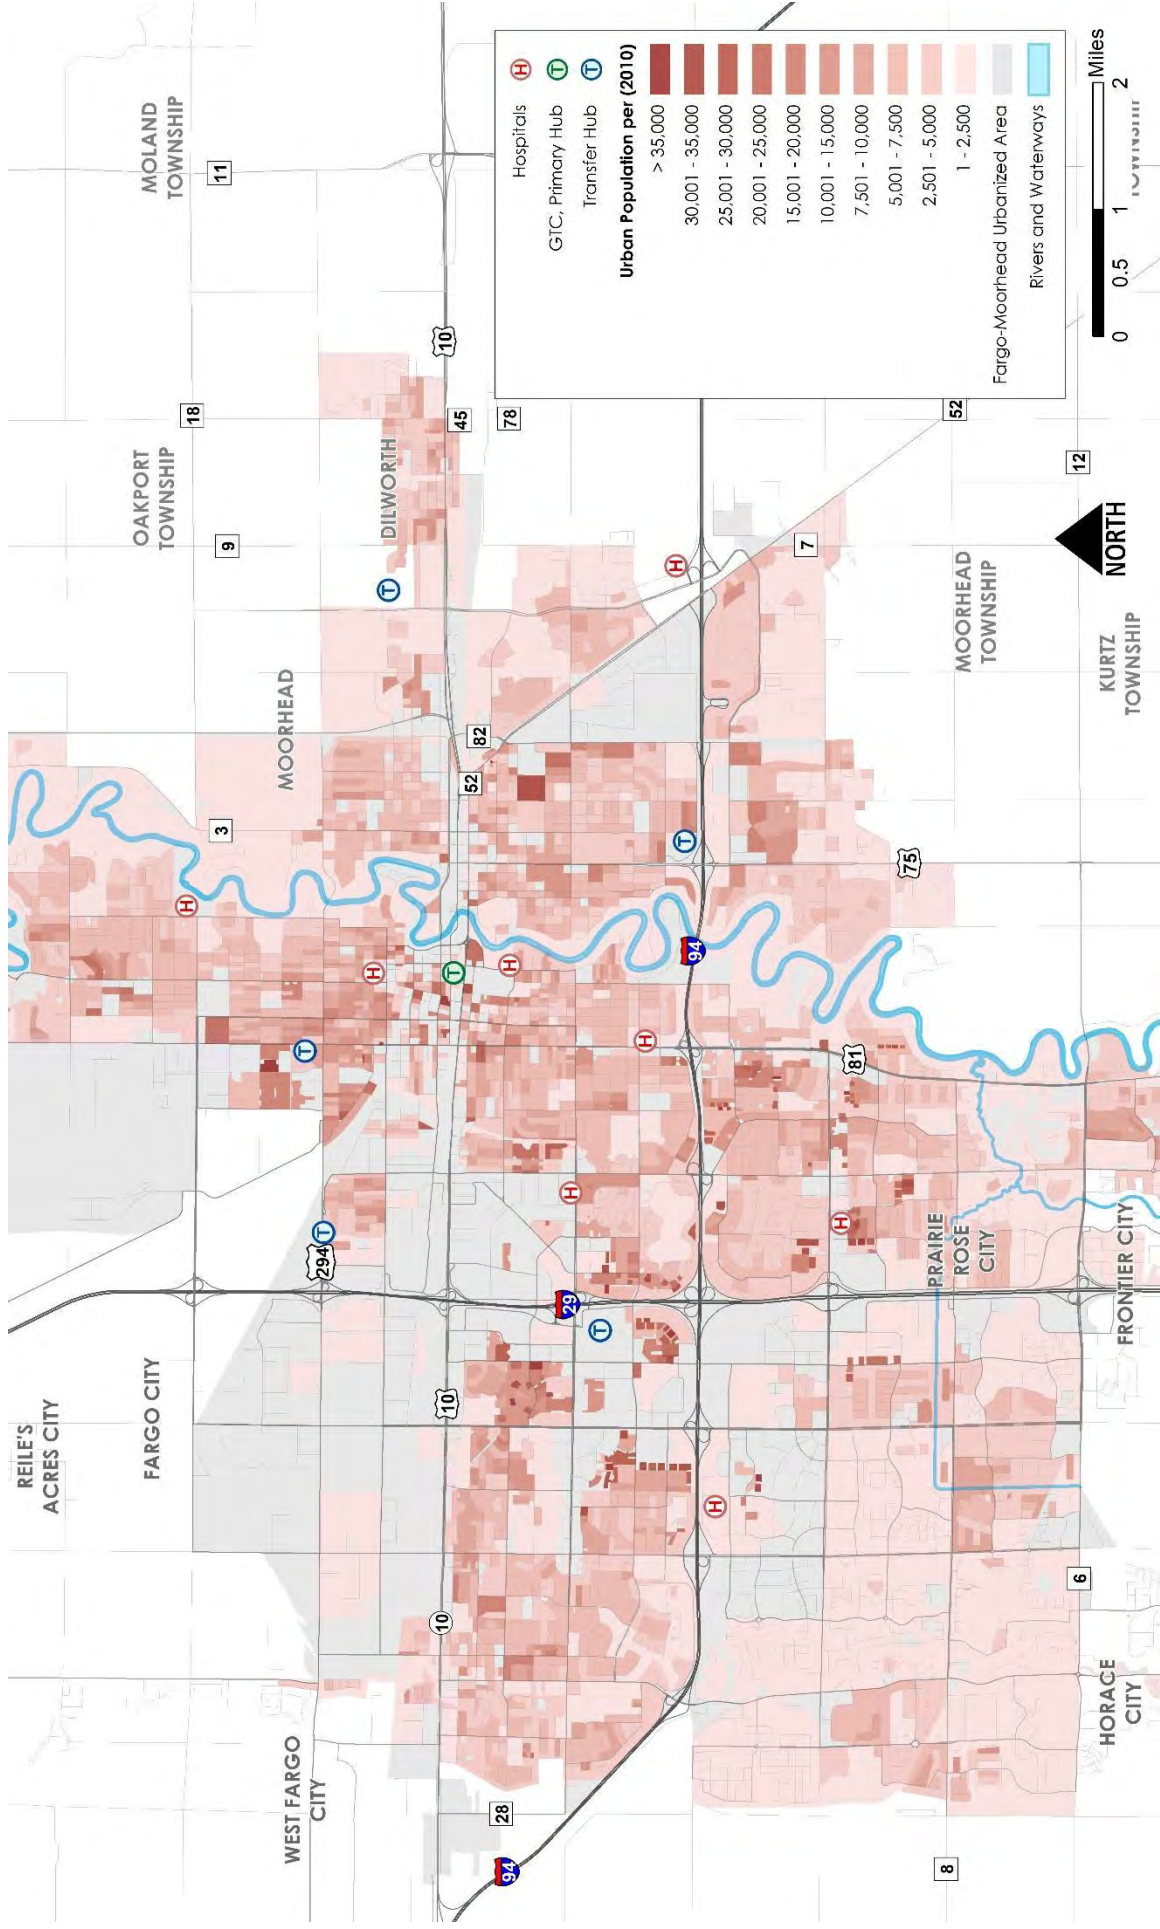 MOLAND
TOWNSHIP
11
18
OAKPORT
TOWNSHIP
9
DILWORTH
10
45
78
MOORHEAD
82
52
3
H
H
T
H
T
T
T
H
7
52
12
MOORHEAD
TOWNSHIP
KURTZ
TOWNSHIP
75
94
81
H
H
H
T
294
29
T
PRAIRIE
ROSE
CITY
FRONTIER CITY
REILE'S
ACRES CITY
FARGO CITY
10
H
10
6
HORACE
CITY
WEST FARGO
CITY
28
94
8
NORTH
Hospitals
H
GTC, Primary Hub
T
Transfer Hub
T
Urban Population per (2010)
> 35,000
30,001 - 35,000
25,001 - 30,000
20,001 - 25,000
15,001 - 20,000
10,001 - 15,000
7,501 - 10,000
5,001 - 7,500
2,501 - 5,000
1 - 2,500
Fargo-Moorhead Urbanized Area
Rivers and Waterways
0 0.5 1 2
Miles
TOWNSHIP